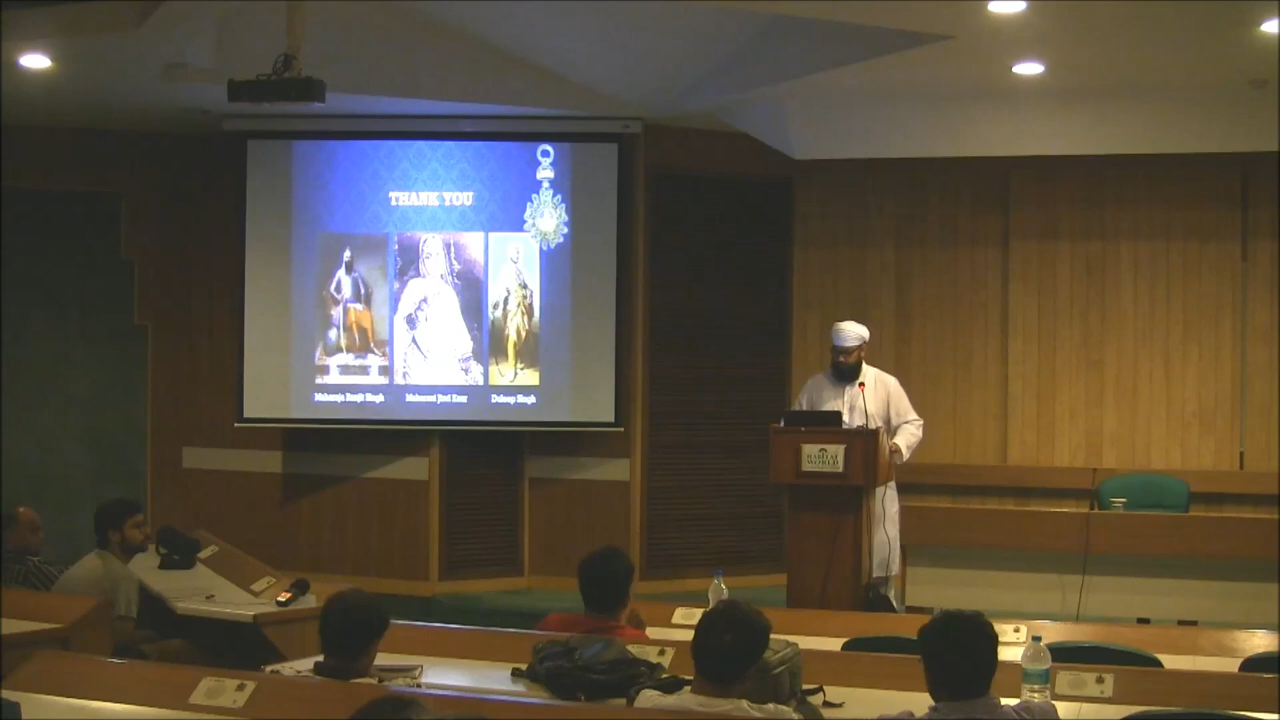 THANK YOU
Maharaja Ranjit Singh
Maharani Jind Kaur
Duleep Singh
HABITAT
WORLD